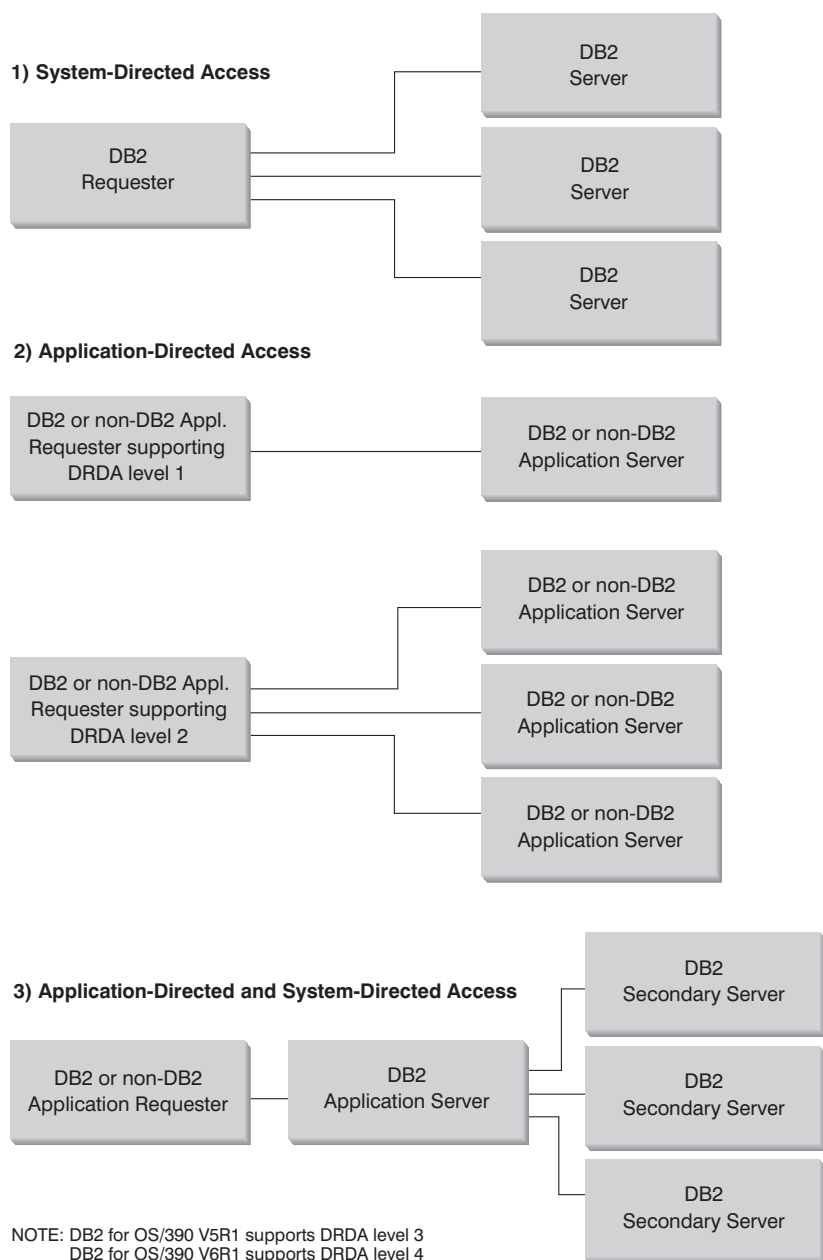 1) System-Directed Access
DB2
Requester
DB2
Server
DB2
Server
DB2
Server
2) Application-Directed Access
DB2 or non-DB2 Appl.
Requester supporting
DRDA level 1
DB2 or non-DB2
Application Server
DB2 or non-DB2 Appl.
Requester supporting
DRDA level 2
DB2 or non-DB2
Application Server
DB2 or non-DB2
Application Server
DB2 or non-DB2
Application Server
3) Application-Directed and System-Directed Access
DB2 or non-DB2
Application Requester
DB2
Application Server
DB2
Secondary Server
DB2
Secondary Server
DB2
Secondary Server
NOTE: DB2 for OS/390 V5R1 supports DRDA level 3
DB2 for OS/390 V6R1 supports DRDA level 4